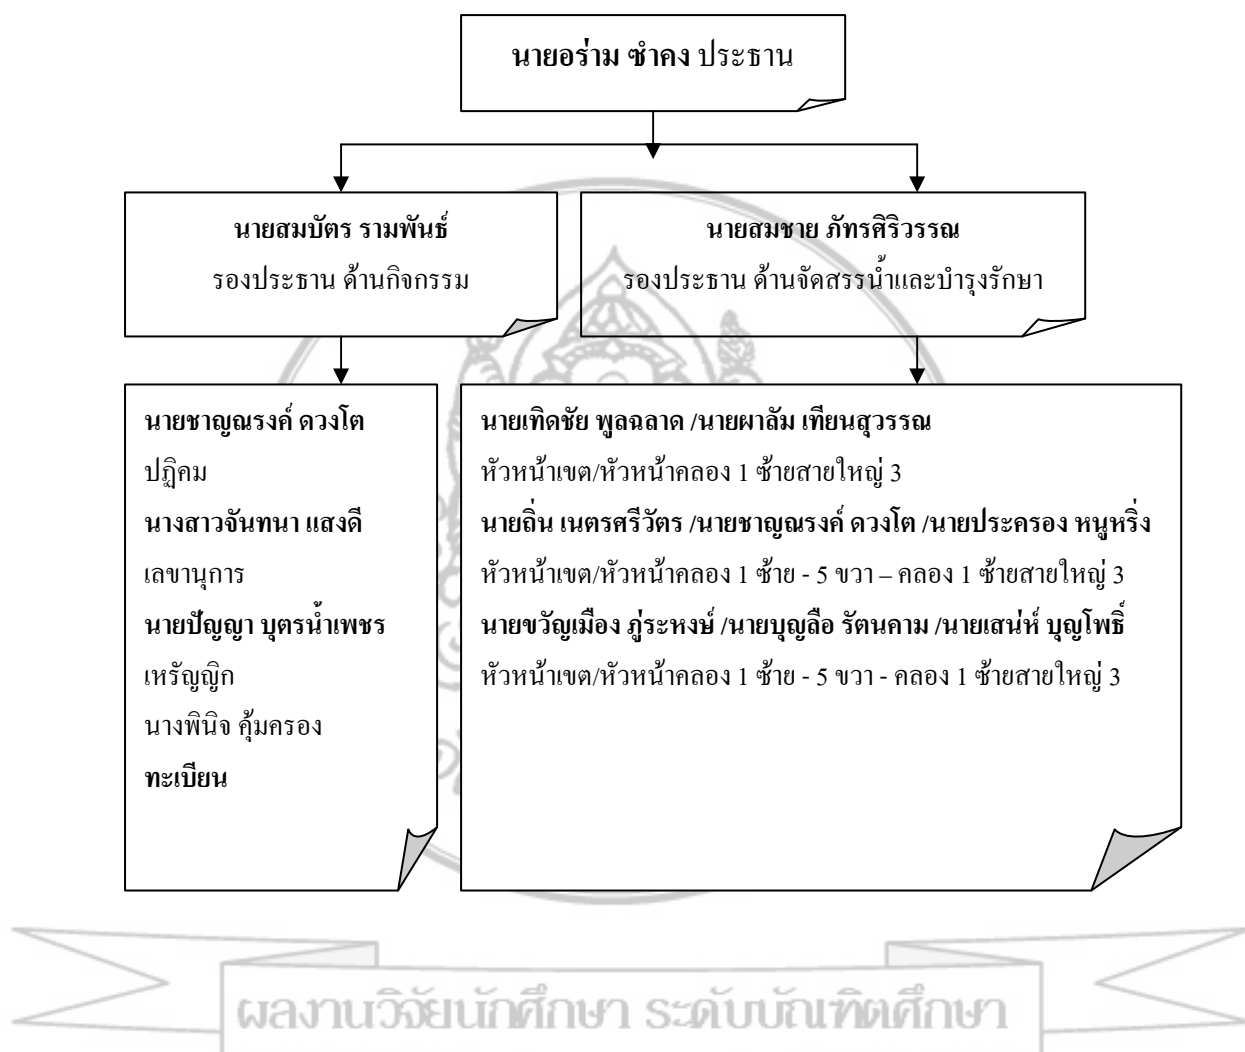 นายอร่าม ซำคง ประธาน
นายสมบัตร รามพันธ์
รองประธาน ด้านกิจกรรม
นายสมชาย ภัทรศิริวรรณ
รองประธาน ด้านจัดสรรน้ำและบำรุงรักษา
นายชาญณรงค์ ดวงโต
ปฏิคม
นางสาวจันทนา แสงดี
เลขานุการ
นายปัญญา บุตรน้ำเพชร
เหรัญญิก
นางพินิจ คุ้มครอง
ทะเบียน
นายเทิดชัย พูลฉลาด /นายผาลัม เทียนสุวรรณ
หัวหน้าเขต/หัวหน้าคลอง 1 ซ้ายสายใหญ่ 3
นายถิ่น เนตรศรีวัตร /นายชาญณรงค์ ดวงโต /นายประครอง หนูหริ่ง
หัวหน้าเขต/หัวหน้าคลอง 1 ซ้าย - 5 ขวา – คลอง 1 ซ้ายสายใหญ่ 3
นายขวัญเมือง ภู่ระหงษ์ /นายบุญลือ รัตนคาม /นายเสน่ห์ บุญโพธิ์
หัวหน้าเขต/หัวหน้าคลอง 1 ซ้าย - 5 ขวา - คลอง 1 ซ้ายสายใหญ่ 3
ผลงานวิจัยนักศึกษา ระดับบัณฑิตศึกษา